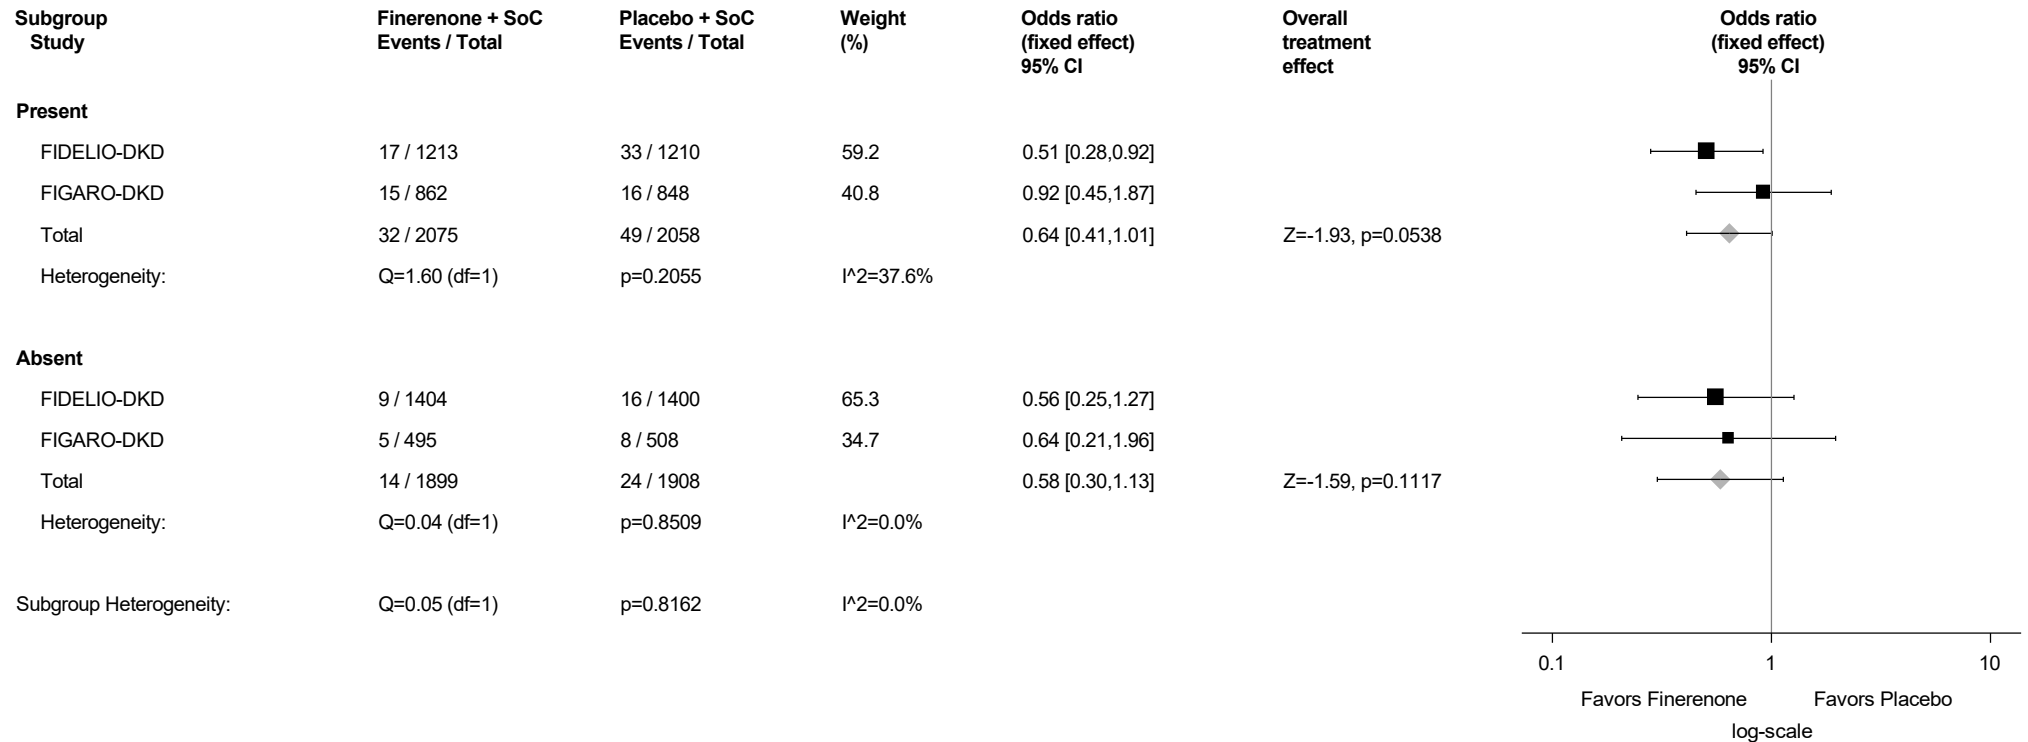 Subgroup Finerenone + SoC Placebo + SoC Weight Odds ratio Overall Odds ratio
Study Events / Total Events / Total (%) (fixed effect) treatment (fixed effect)
95% CI effect 95% CI
Present
FIDELIO-DKD 17 / 1213 33 / 1210 59.2 0.51 [0.28,0.92]
FIGARO-DKD 15 / 862 16 / 848 40.8 0.92 [0.45,1.87]
Total 32 / 2075 49 / 2058 0.64 [0.41,1.01] Z=-1.93, p=0.0538
Heterogeneity: Q=1.60 (df=1) p=0.2055 I^2=37.6%
Absent
FIDELIO-DKD 9 / 1404 16 / 1400 65.3 0.56 [0.25,1.27]
FIGARO-DKD 5 / 495 8 / 508 34.7 0.64 [0.21,1.96]
Total 14 / 1899 24 / 1908 0.58 [0.30,1.13] Z=-1.59, p=0.1117
Heterogeneity: Q=0.04 (df=1) p=0.8509 I^2=0.0%
Subgroup Heterogeneity: Q=0.05 (df=1) p=0.8162 I^2=0.0%
0.1 1 10
Favors Finerenone Favors Placebo
log-scale